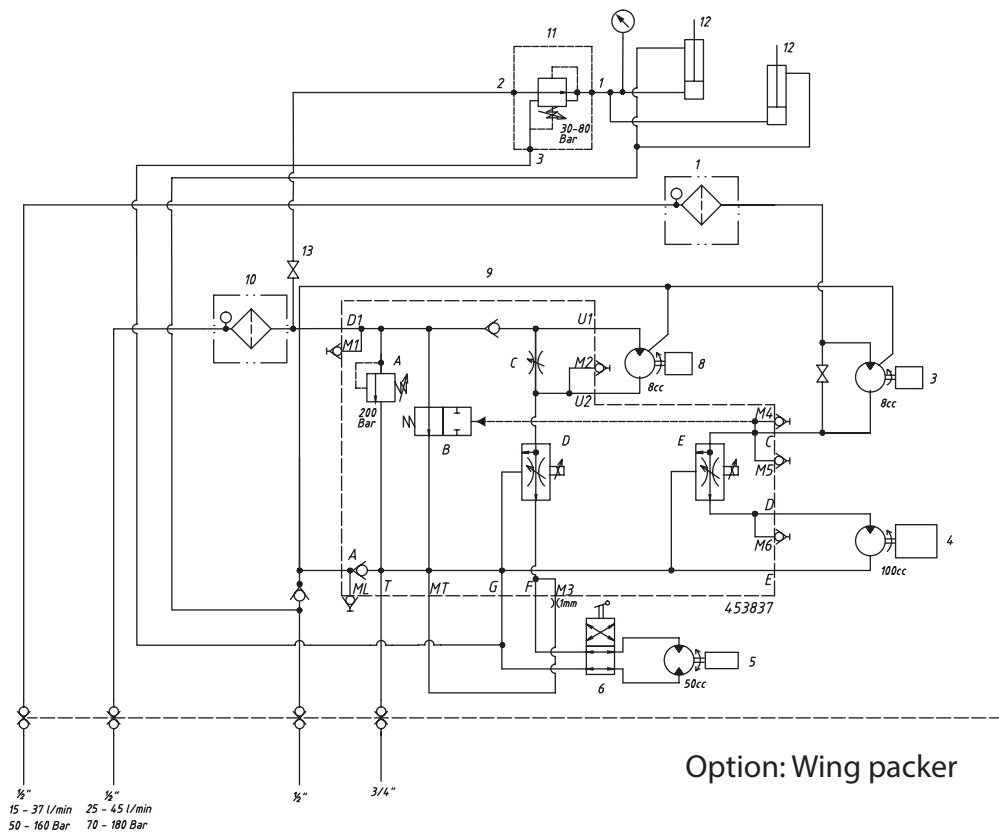 12
11
12
2
1
30-80
Bar
3
1
13
9
10
D1
U1
M1
A
C
M2
8
3
8cc
8cc
U2
200
Bar
M4
B
D
E
C
M5
D
M6
4
A
100cc
ML
T
MT
G
F
M3
E
1mm
453837
5
50cc
6
Option: Wing packer
½"
½"
½"
3/4"
15 - 37 l/min
25 - 45 l/min
50 - 160 Bar
70 - 180 Bar